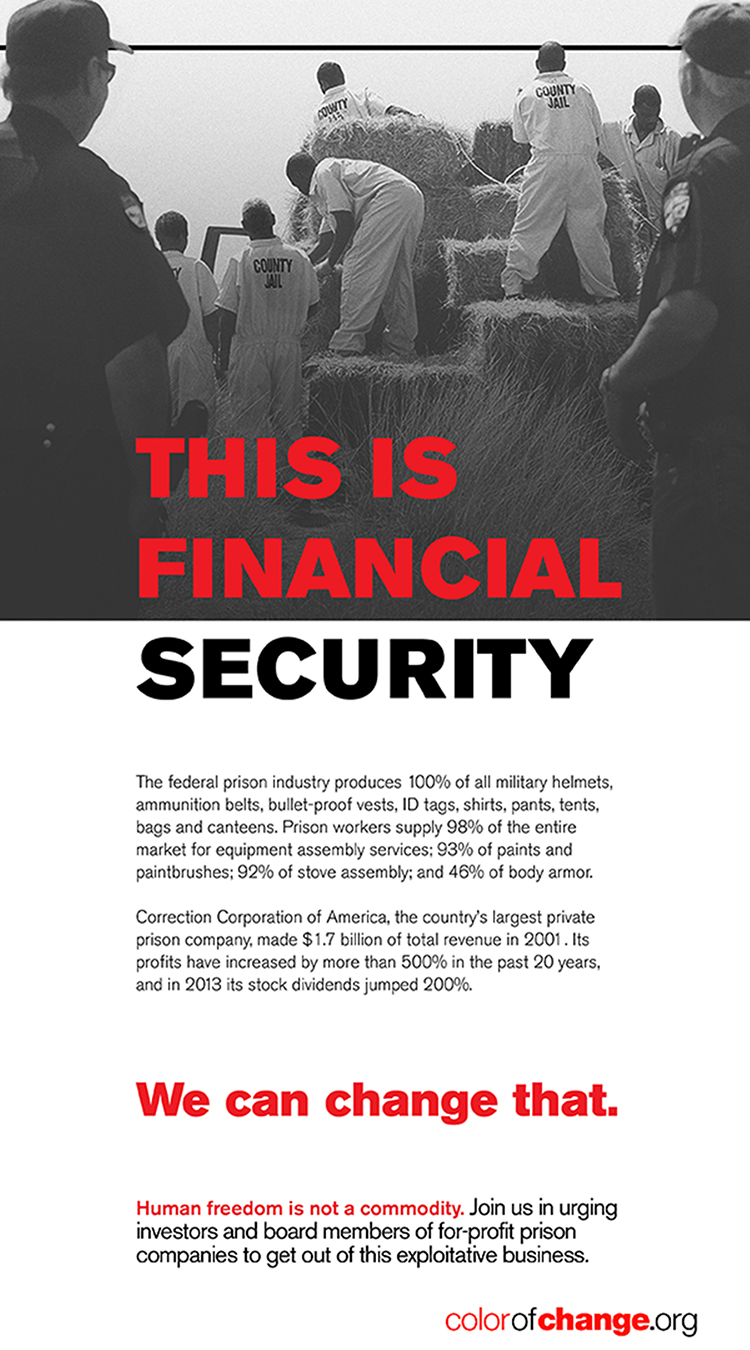 COUNTY
COUNTY
JAIL
COUNTY
JAIL
THIS IS
FINANCIAL
SECURITY
The federal prison industry produces 100% of all military helmets,
ammunition belts, bullet-proof vests, ID tags, shirts, pants, tents,
bags and canteens. Prison workers supply 98% of the entire
market for equipment assembly services; 93% of paints and
paintbrushes; 92% of stove assembly; and 46% of body armor.
Correction Corporation of America, the country's largest private
prison company, made $1.7 billion of total revenue in 2001. Its
profits have increased by more than 500% in the past 20 years,
and in 2013 its stock dividends jumped 200%.
We can change that.
Human freedom is not a commodity. Join us in urging
investors and board members of for-profit prison
companies to get out of this exploitative business.
colorofchange.org